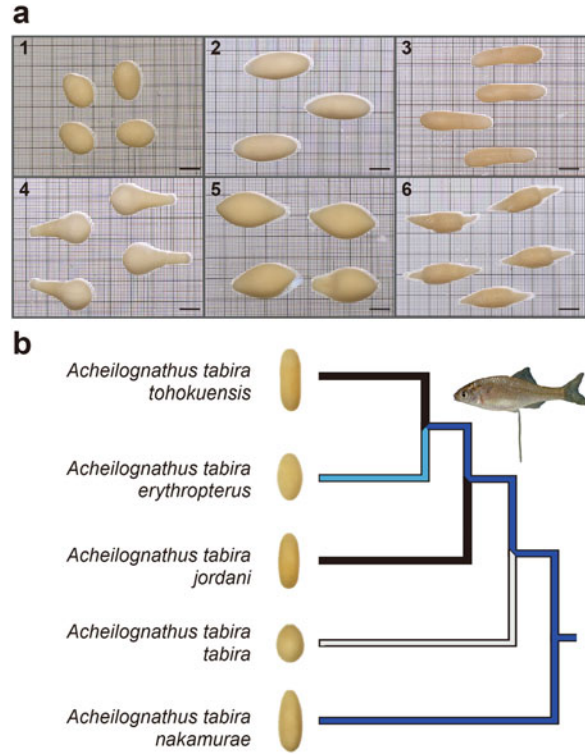 a
1
2
3
4
5
6
b
Acheilognathus tabira
tohokuensis
Acheilognathus tabira
erythropterus
Acheilognathus tabira
jordani
Acheilognathus tabira
tabira
Acheilognathus tabira
nakamurae